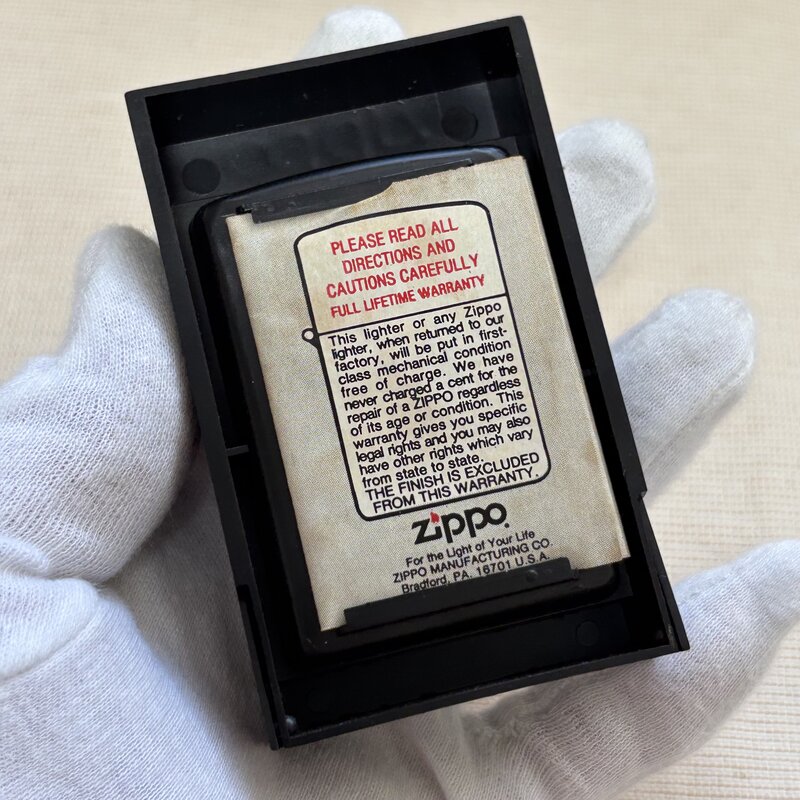 PLEASE READ ALL
DIRECTIONS AND
CAUTIONS CAREFULLY
FULL LIFETIME WARRANTY
This lighter or any Zippo
lighter, when returned to our
factory, will be put in first-
class mechanical condition
free of charge. We have
never charged a cent for the
repair of a ZIPPO regardless
of its age or condition. This
warranty gives you specific
legal rights and you may also
have other rights which vary
from state to state.
THE FINISH IS EXCLUDED
FROM THIS WARRANTY.
zippo
For the Light of Your Life
ZIPPO MANUFACTURING CO.
Bradford, PA. 16701 U.S.A.